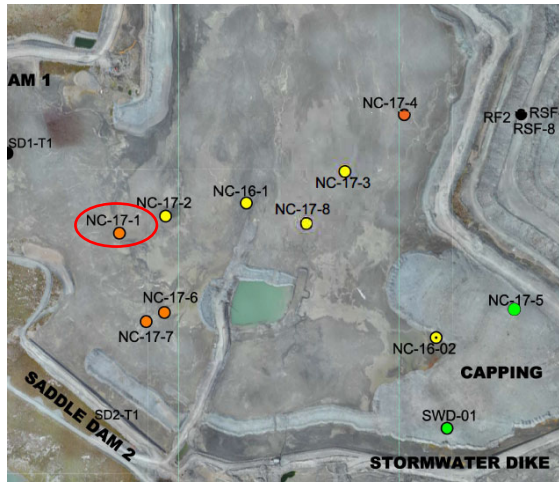 AM 1
NC-17-4
RSF
RF2
RSF-8
SD1-T1
NC-17-3
NC-17-2
NC-16-1
NC-17-1
NC-17-8
NC-17-6
NC-17-5
NC-17-7
NC-16-02
CAPPING
SADDLE DAM 2
SD2-T1
SWD-01
STORMWATER DIKE